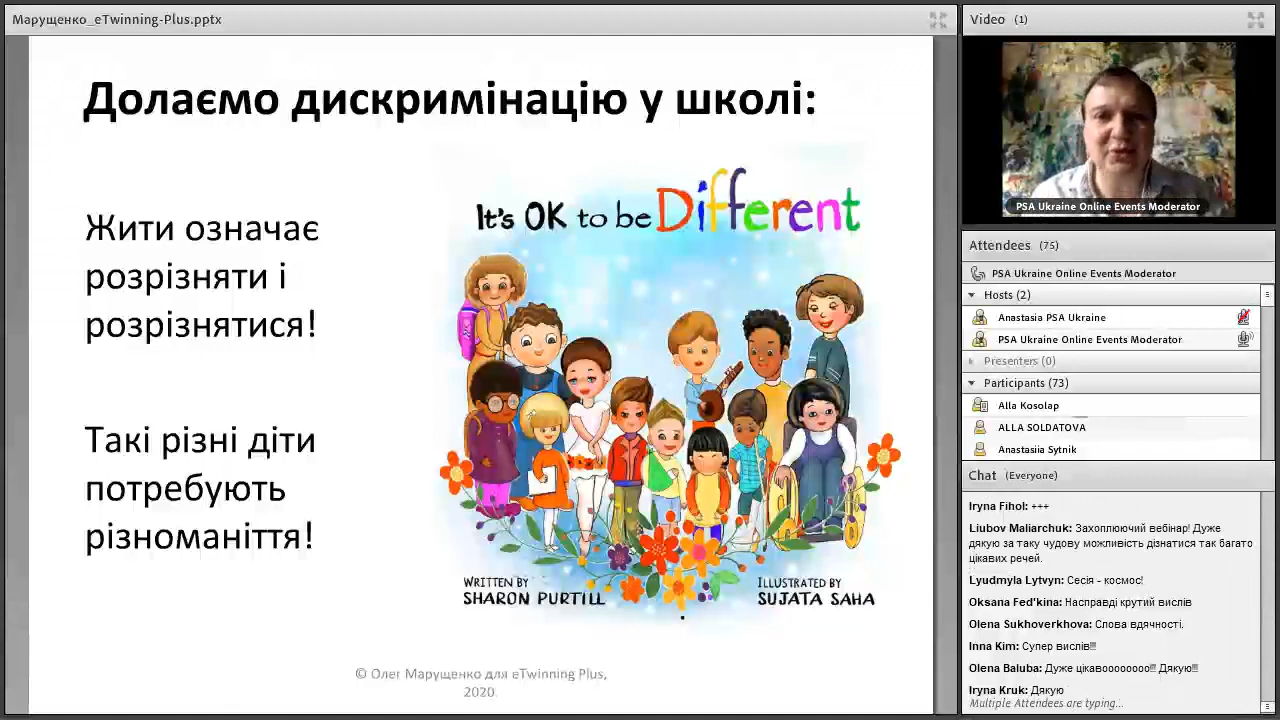 Марущенко_eTwinning-Plus.pptx
Долаємо дискримінацію у школі:
Жити означає
розрізняти і
розрізнятися!
Такі різні діти
потребують
різноманіття!
It's OK to be Different
WRITTEN BY
SHARON PURTILL
ILLUSTRATED BY
SUJATA SAHA
© Олег Марущенко для eTwinning Plus,
2020.
Video (1)
PSA Ukraine Online Events Moderator
Attendees (75)
PSA Ukraine Online Events Moderator
Hosts (2)
Anastasia PSA Ukraine
PSA Ukraine Online Events Moderator
Presenters (0)
Participants (73)
Alla Kosolap
ALLA SOLDATOVA
Anastasiia Sytnik
Chat (Everyone)
Iryna Fihol: +++
Liubov Maliarchuk: Захоплюючий вебінар! Дуже
дякую за таку чудову можливість дізнатися так багато
цікавих речей.
Lyudmyla Lytvyn: Сесія - космос!
Oksana Fed'kina: Насправді крутий вислів
Olena Sukhoverkhova: Слова вдячності.
Inna Kim: Супер вислів!!!
Olena Baluba: Дуже цікавоооооооо!!! Дякую!!!
Iryna Kruk: Дякую
Multiple Attendees are typing...